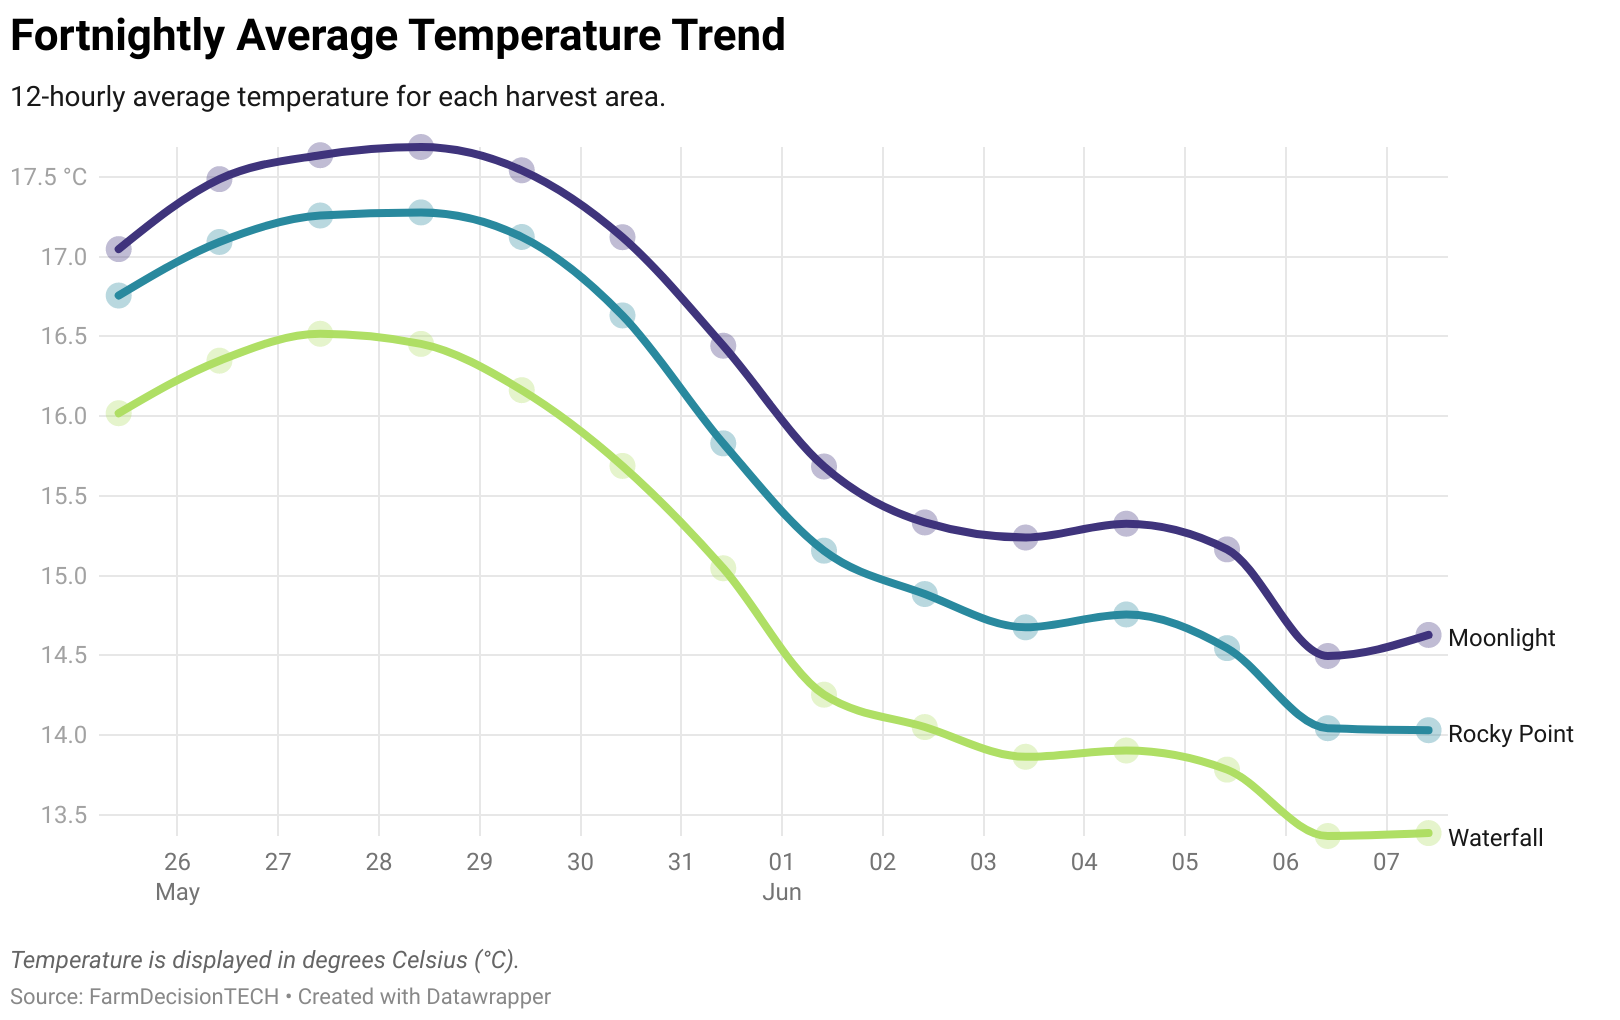 Fortnightly Average Temperature Trend
12-hourly average temperature for each harvest area.
17.5 °C
17.0
16.5
16.0
15.5
15.0
14.5
14.0
13.5
Moonlight
Rocky Point
Waterfall
26 27 28 29 30 31 01 02 03 04 05 06 07
May Jun
Temperature is displayed in degrees Celsius (°C).
Source: FarmDecisionTECH • Created with Datawrapper